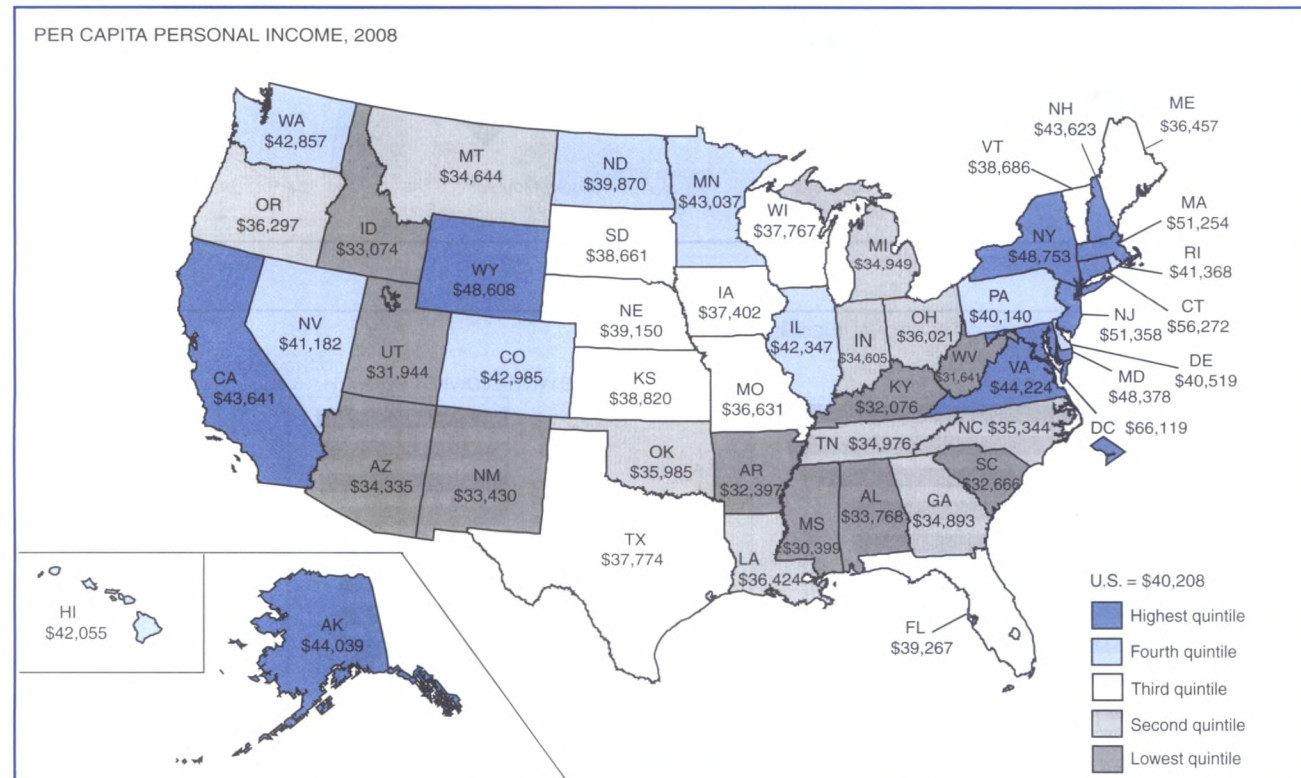 PER CAPITA PERSONAL INCOME, 2008
WA
$42,857
MT
$34,644
ND
$39,870
MN
$43,037
NH
$43,623
ME
$36,457
VT
$38,686
OR
$36,297
ID
$33,074
WY
$48,608
SD
$38,661
WI
$37,767
MI
$34,949
NY
$48,753
MA
$51,254
RI
$41,368
CT
$56,272
NJ
$51,358
DE
$40,519
MD
$48,378
DC $66,119
PA
$40,140
NE
$39,150
IA
$37,402
IL
$42,347
IN
$34,605
OH
$36,021
NV
$41,182
UT
$31,944
CO
$42,985
KS
$38,820
MO
$36,631
KY
$32,076
WV
$31,641
VA
$44,224
CA
$43,641
AZ
$34,335
NM
$33,430
OK
$35,985
AR
$32,397
TN $34,976
NC $35,344
SC
$32,666
GA
$34,893
AL
$33,768
MS
$30,399
LA
$36,424
TX
$37,774
FL
$39,267
HI
$42,055
AK
$44,039
U.S. = $40,208
Highest quintile
Fourth quintile
Third quintile
Second quintile
Lowest quintile